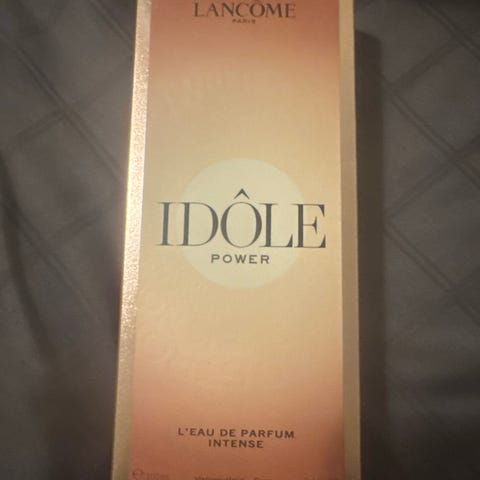 LANCÔME
PARIS
IDÔLE
POWER
L'EAU DE PARFUM
INTENSE